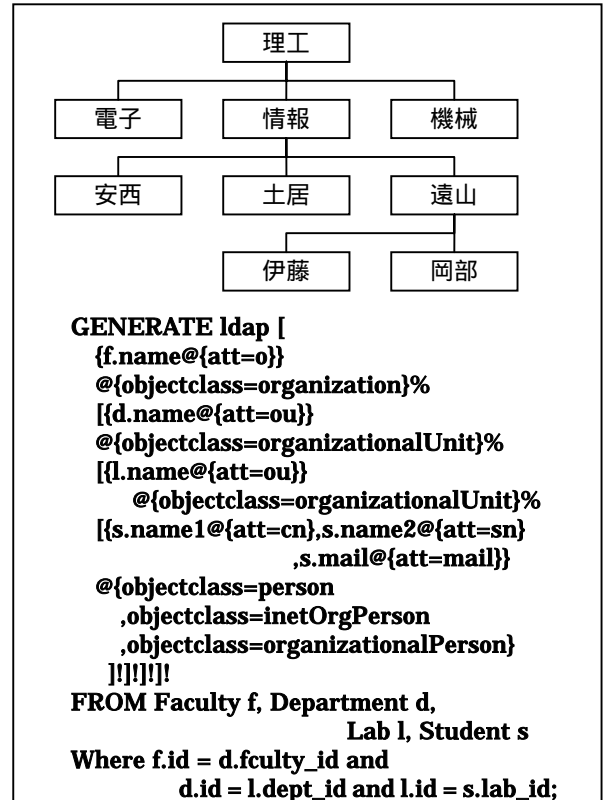 理工
電子 情報 機械
安西 土居 遠山
伊藤 岡部
GENERATE ldap [
{f.name@{att=o}}
@{objectclass=organization}%
[{d.name@{att=ou}}
@{objectclass=organizationalUnit}%
[{l.name@{att=ou}}
@{objectclass=organizationalUnit}%
[{s.name1@{att=cn},s.name2@{att=sn}
,s.mail@{att=mail}}
@{objectclass=person
,objectclass=inetOrgPerson
,objectclass=organizationalPerson}
]!]!]!]!
FROM Faculty f, Department d,
Lab l, Student s
Where f.id = d.fculty_id and
d.id = l.dept_id and l.id = s.lab_id;